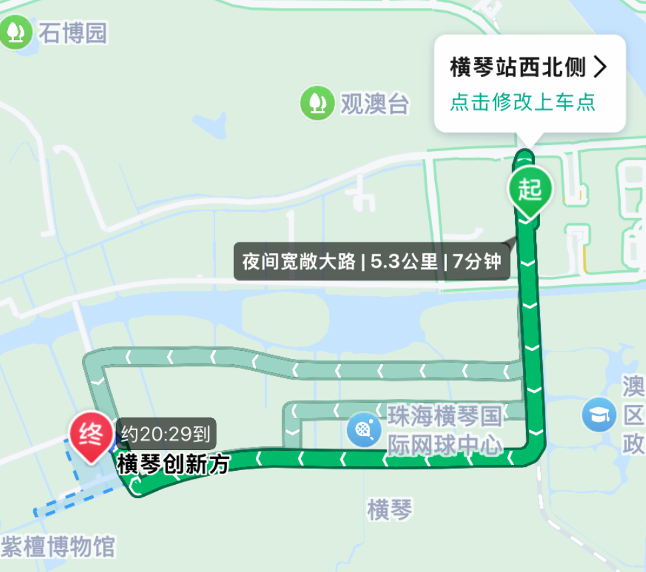 石博园
横琴站西北侧
点击修改上车点
观澳台
起
夜间宽敞大路 | 5.3公里 | 7分钟
终
约20:29到
横琴创新方
珠海横琴国
际网球中心
澳
区
政
横琴
紫檀博物馆